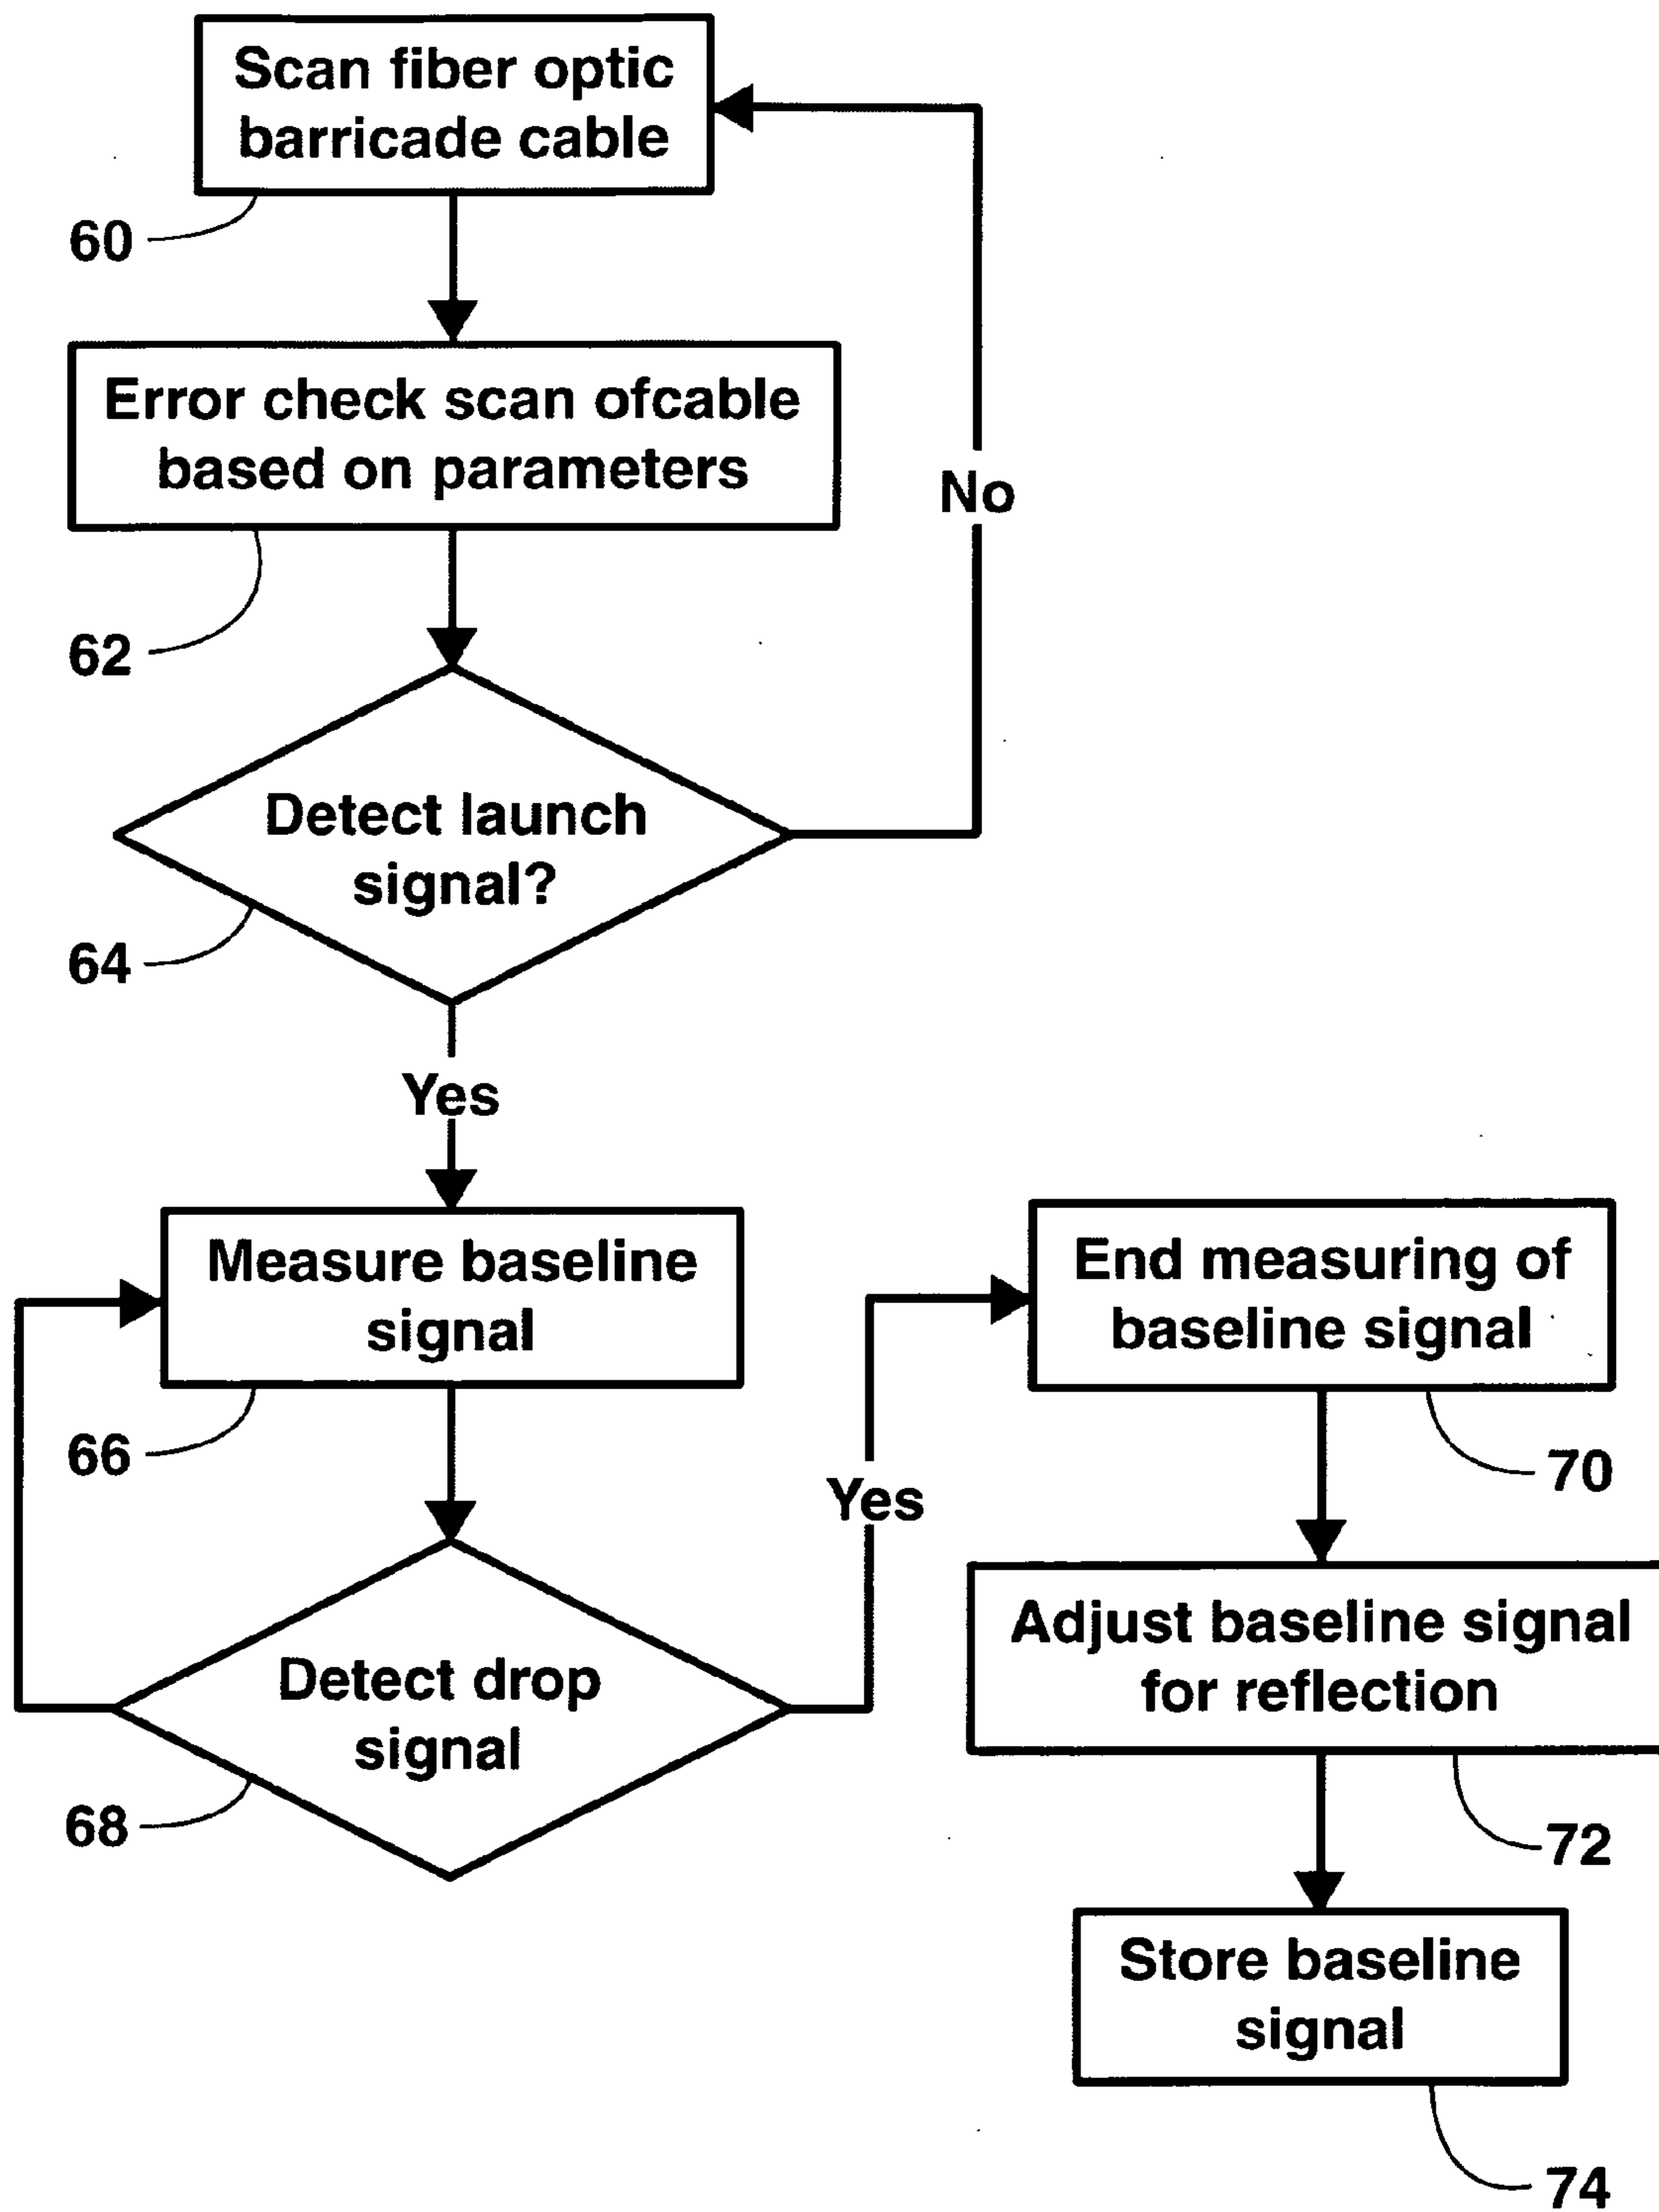 Scan fiber optic
barricade cable
60
Error check scan ofcable
based on parameters
62
No
Detect launch
signal?
64
Yes
Measure baseline
signal
66
Detect drop
signal
68
Yes
End measuring of
baseline signal
70
Adjust baseline signal
for reflection
72
Store baseline
signal
74